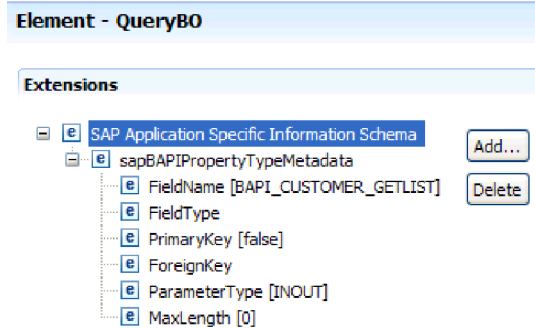 Element - QueryBO
Extensions
SAP Application Specific Information Schema
Add...
sapBAPIPropertyTypeMetadata
FieldName [BAPI_CUSTOMER_GETLIST]
Delete
FieldType
PrimaryKey [false]
ForeignKey
ParameterType [INOUT]
MaxLength [0]